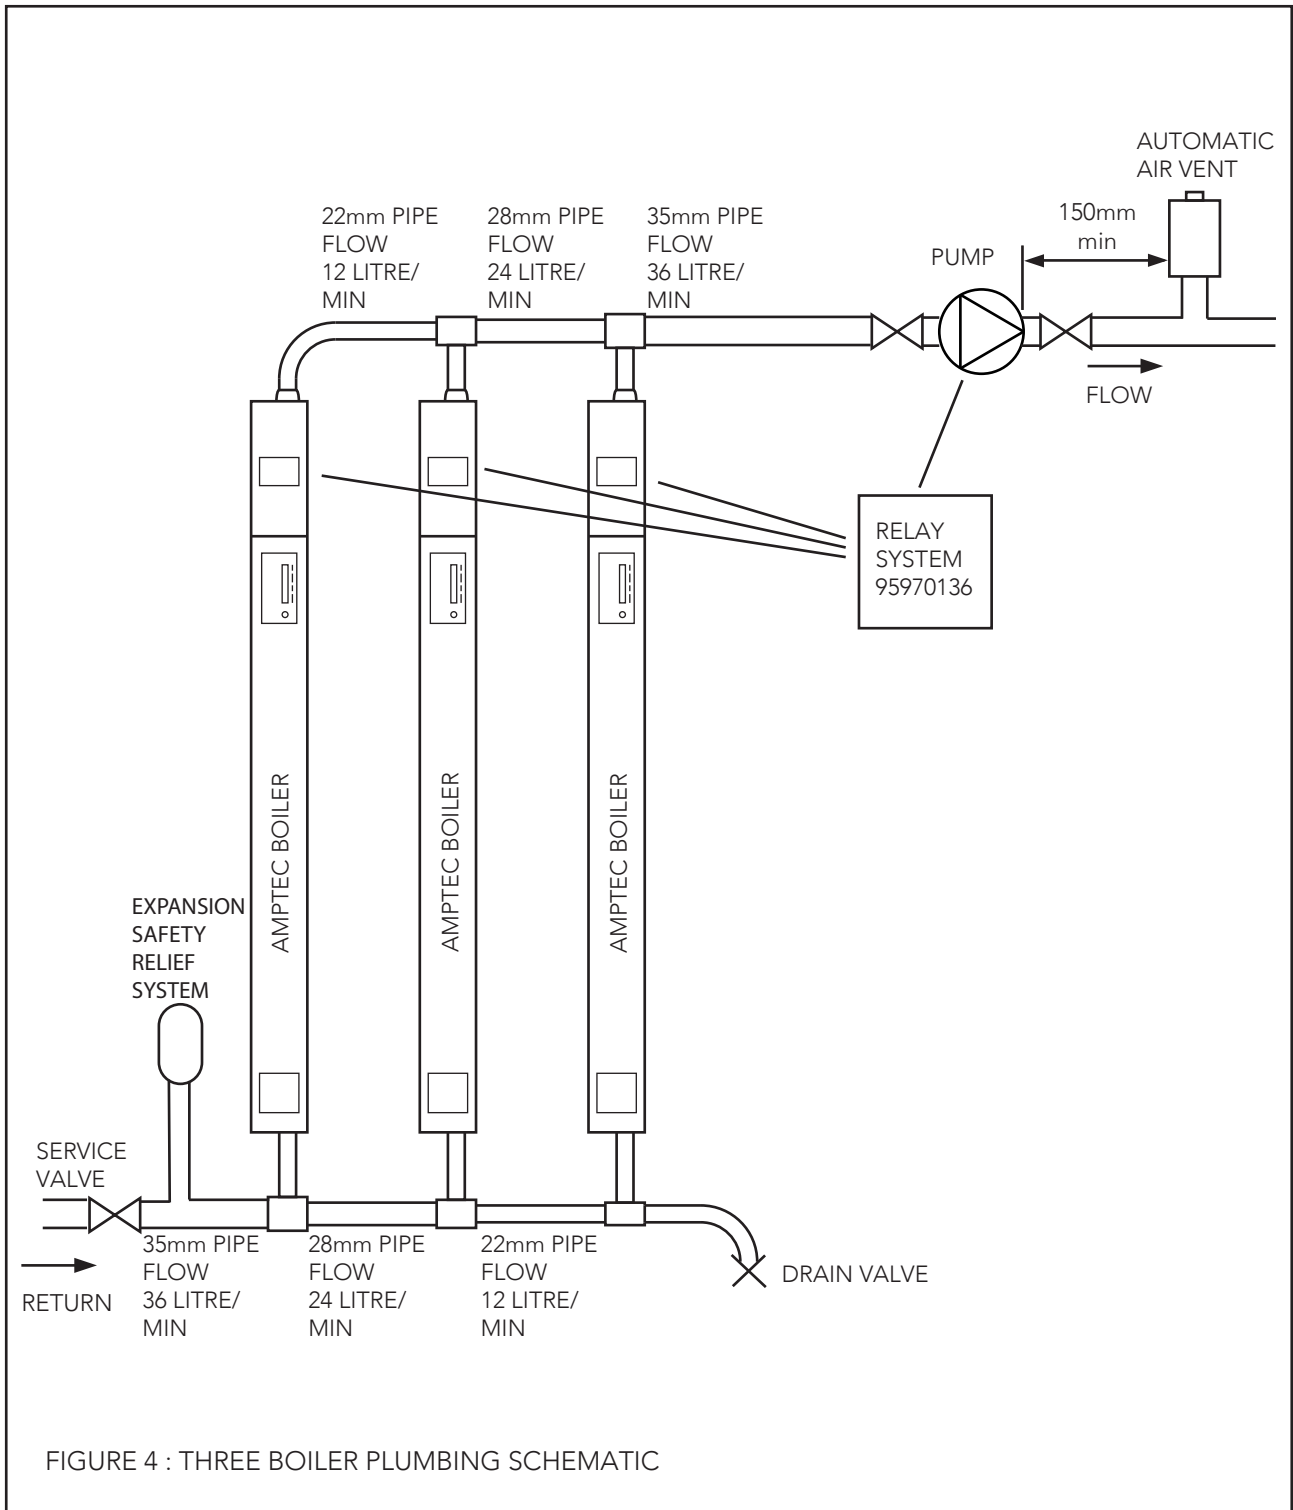 AUTOMATIC
AIR VENT
22mm PIPE
FLOW
12 LITRE/
MIN
28mm PIPE
FLOW
24 LITRE/
MIN
35mm PIPE
FLOW
36 LITRE/
MIN
150mm
min
PUMP
FLOW
RELAY
SYSTEM
95970136
AMPTEC BOILER
AMPTEC BOILER
AMPTEC BOILER
EXPANSION
SAFETY
RELIEF
SYSTEM
SERVICE
VALVE
RETURN
35mm PIPE
FLOW
36 LITRE/
MIN
28mm PIPE
FLOW
24 LITRE/
MIN
22mm PIPE
FLOW
12 LITRE/
MIN
DRAIN VALVE
FIGURE 4 : THREE BOILER PLUMBING SCHEMATIC